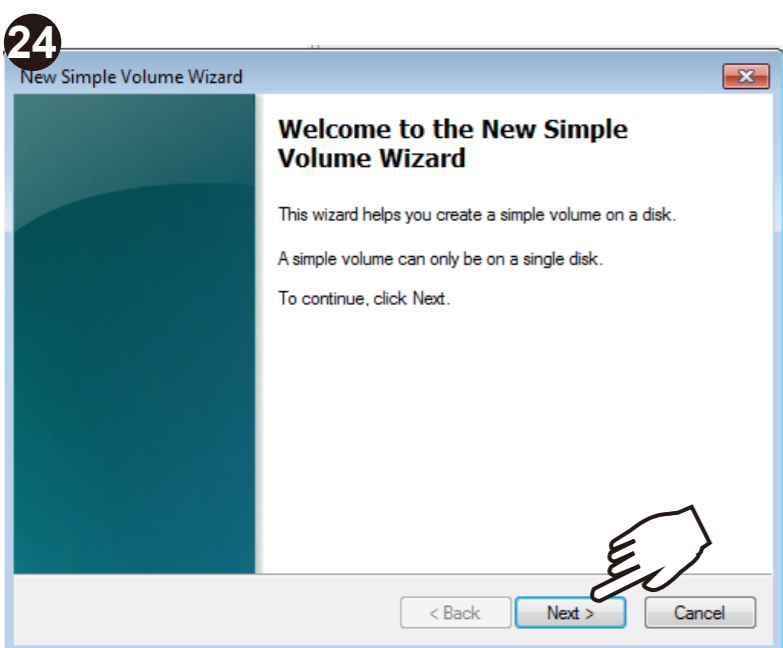 24
New Simple Volume Wizard
Welcome to the New Simple
Volume Wizard
This wizard helps you create a simple volume on a disk.
A simple volume can only be on a single disk.
To continue, click Next.
< Back Next > Cancel